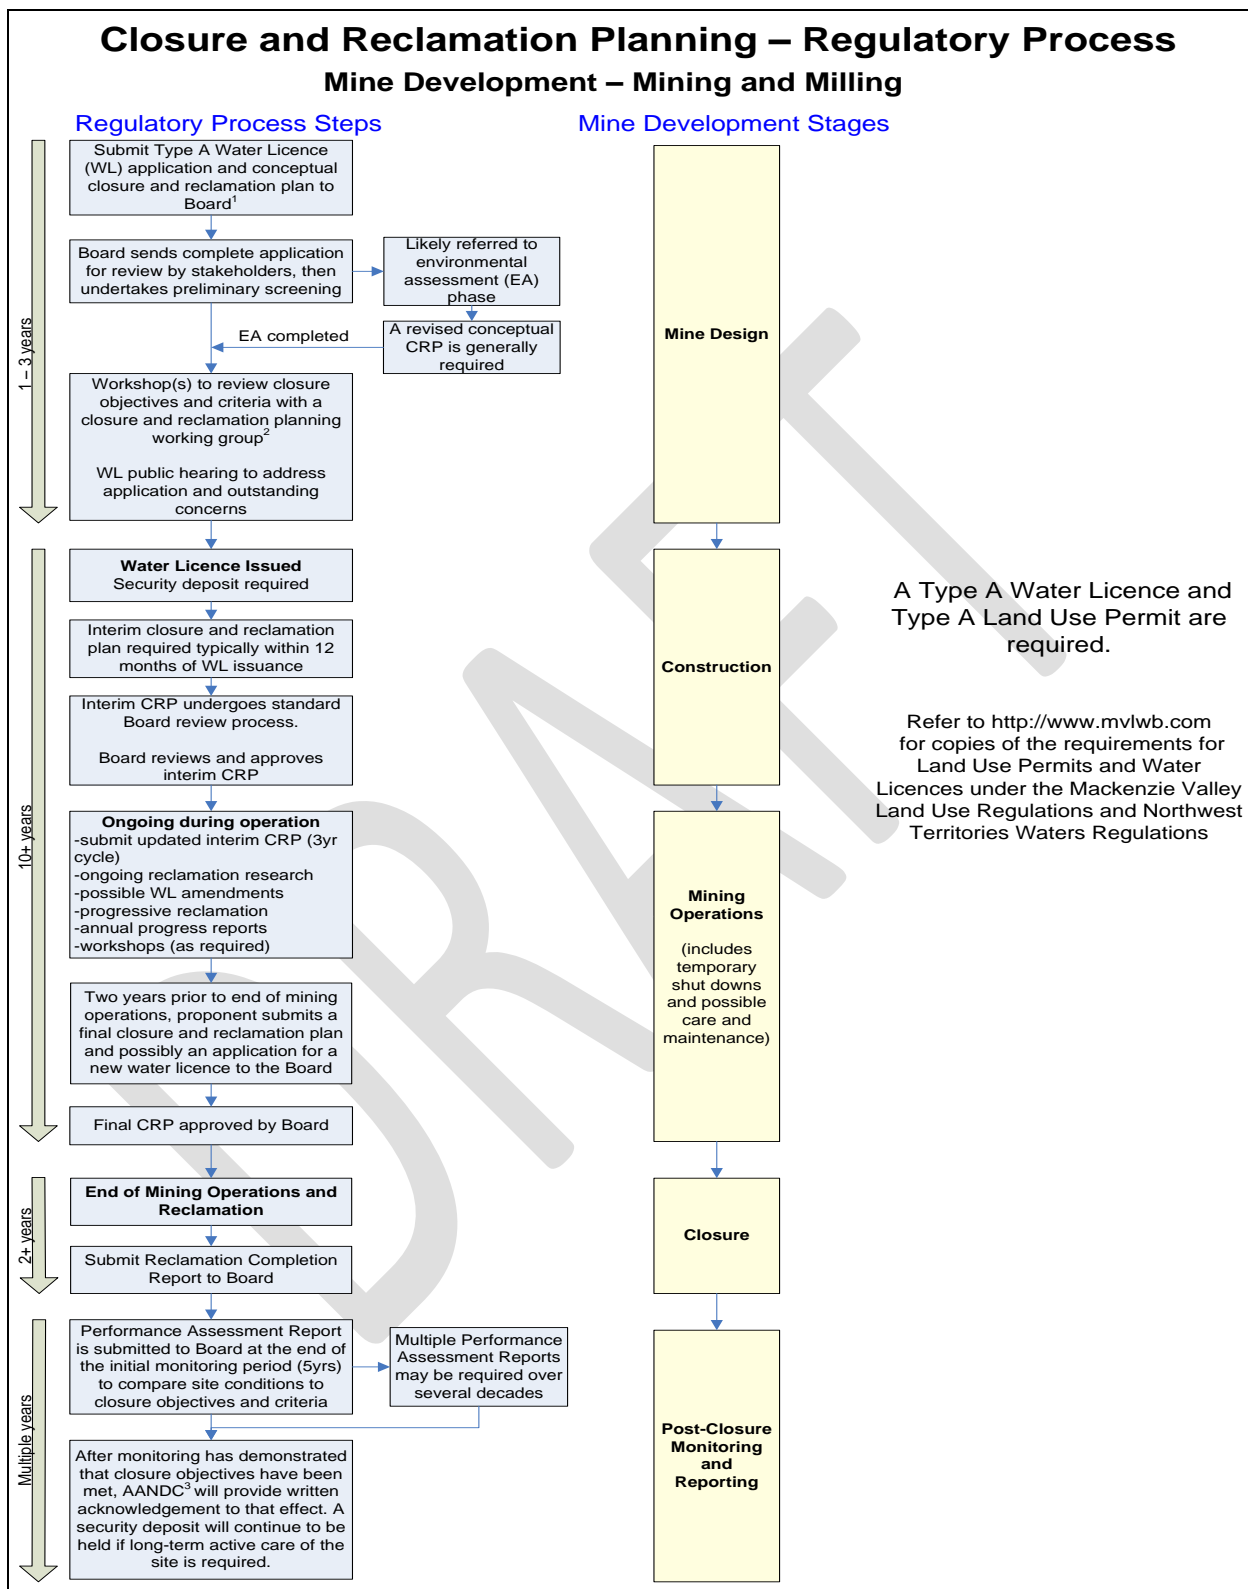 Closure and Reclamation Planning – Regulatory Process
Mine Development – Mining and Milling
Regulatory Process Steps
Mine Development Stages
1 – 3 years
Submit Type A Water Licence
(WL) application and conceptual
closure and reclamation plan to
Board1
Board sends complete application
for review by stakeholders, then
undertakes preliminary screening
Likely referred to
environmental
assessment (EA)
phase
EA completed
A revised conceptual
CRP is generally
required
Workshop(s) to review closure
objectives and criteria with a
closure and reclamation planning
working group2
WL public hearing to address
application and outstanding
concerns
Mine Design
10+ years
Water Licence Issued
Security deposit required
Interim closure and reclamation
plan required typically within 12
months of WL issuance
Interim CRP undergoes standard
Board review process.
Board reviews and approves
interim CRP
Construction
A Type A Water Licence and
Type A Land Use Permit are
required.
Refer to http://www.mvlwb.com
for copies of the requirements for
Land Use Permits and Water
Licences under the Mackenzie Valley
Land Use Regulations and Northwest
Territories Waters Regulations
Ongoing during operation
-submit updated interim CRP (3yr
cycle)
-ongoing reclamation research
-possible WL amendments
-progressive reclamation
-annual progress reports
-workshops (as required)
Two years prior to end of mining
operations, proponent submits a
final closure and reclamation plan
and possibly an application for a
new water licence to the Board
Final CRP approved by Board
Mining
Operations
(includes
temporary
shut downs
and possible
care and
maintenance)
2+ years
End of Mining Operations and
Reclamation
Submit Reclamation Completion
Report to Board
Closure
Multiple years
Performance Assessment Report
is submitted to Board at the end of
the initial monitoring period (5yrs)
to compare site conditions to
closure objectives and criteria
Multiple Performance
Assessment Reports
may be required over
several decades
After monitoring has demonstrated
that closure objectives have been
met, AANDC3 will provide written
acknowledgement to that effect. A
security deposit will continue to be
held if long-term active care of the
site is required.
Post-Closure
Monitoring
and
Reporting
DRAFT